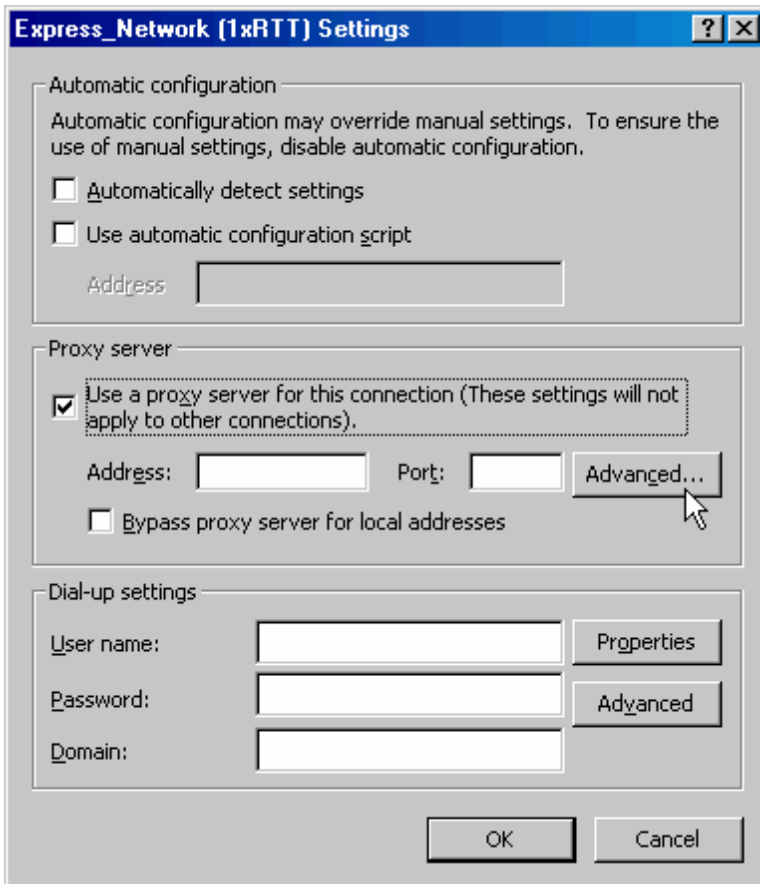 Express_Network (1xRTT) Settings
Automatic configuration
Automatic configuration may override manual settings.  To ensure the
use of manual settings, disable automatic configuration.
Automatically detect settings
Use automatic configuration script
Address
Proxy server
Use a proxy server for this connection (These settings will not
apply to other connections).
Address: Port: Advanced...
Bypass proxy server for local addresses
Dial-up settings
User name: Properties
Password: Advanced
Domain:
OK Cancel